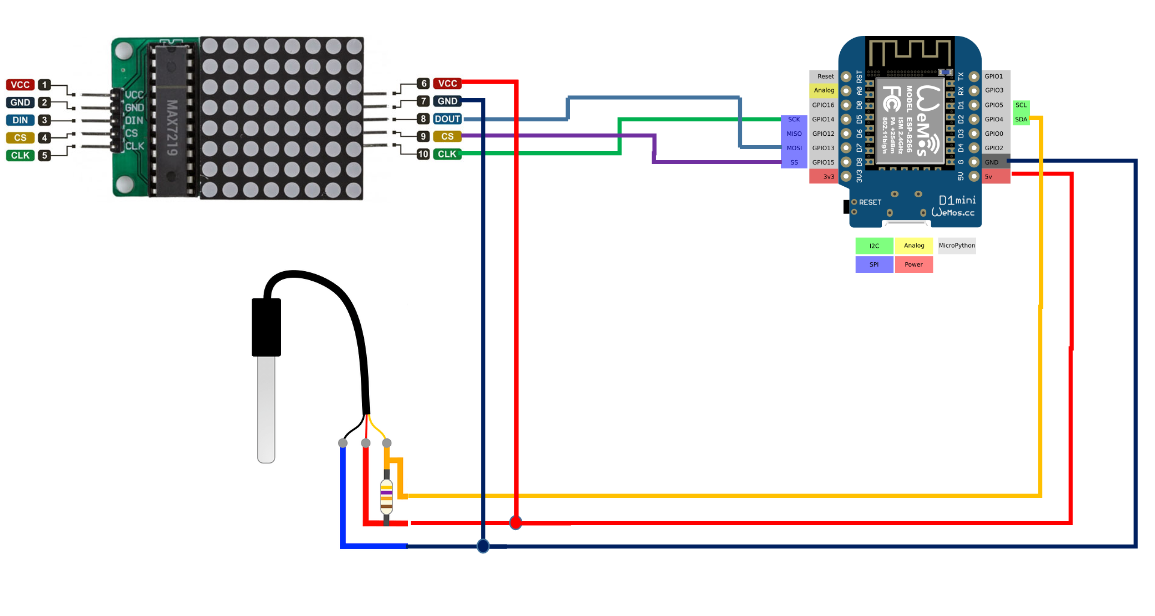 VCC 1
GND 2
DIN 3
CS 4
CLK 5
VCC
GND
DIN
CS
CLK
MAX7219
6 VCC
7 GND
8 DOUT
9 CS
10 CLK
Reset
Analog
GPIO16
SCK GPIO14
MISO GPIO12
MOSI GPIO13
SS GPIO15
3v3
RST
A0
D0
D5
D6
D7
D8
3V3
WeMos
MODEL ESP-8266
ISM 2.4GHz
PA +25dBm
802.11b/g/n
FC
TX
RX
D1
D2
D3
D4
G
5V
GPIO1
GPIO3
GPIO5 SCL
GPIO4 SDA
GPIO0
GPIO2
GND
5v
RESET
D1mini
WeMos.cc
I2C Analog MicroPython
SPI Power